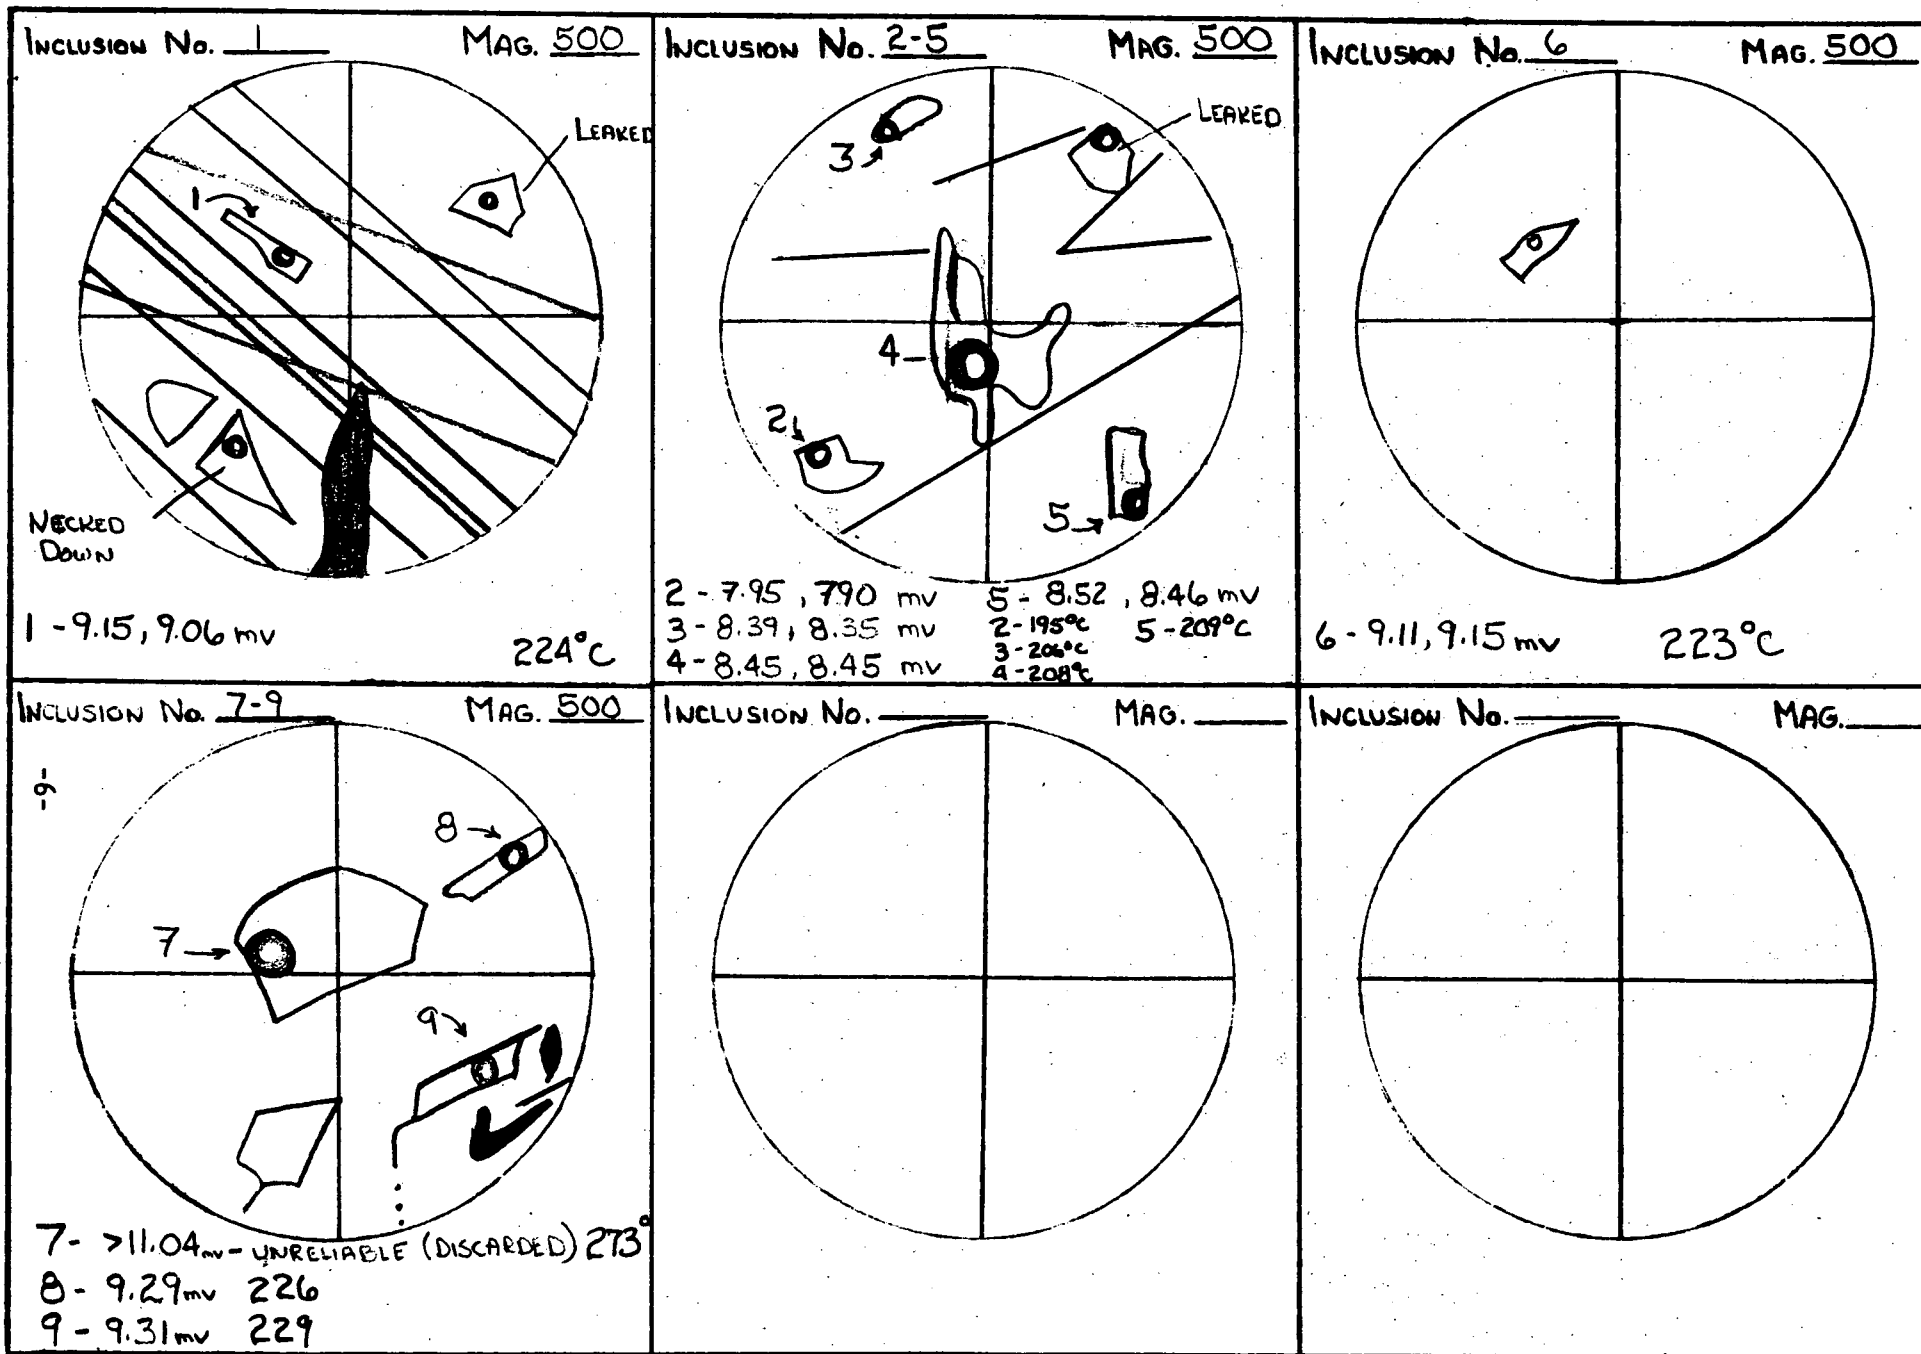 INCLUSION No. 1 MAG. 500
LEAKED
1
NECKED
DOWN
1 - 9.15, 9.06 mv 224°C
INCLUSION No. 2-5 MAG. 500
LEAKED
3
4
2
5
2 - 7.95, 790 mv 5 - 8.52, 8.46 mv
3 - 8.39, 8.35 mv 2 - 195°C 5 - 209°C
3 - 206°C
4 - 8.45, 8.45 mv 4 - 208°C
INCLUSION No. 6 MAG. 500
6 - 9.11, 9.15 mv 223°C
INCLUSION No. 7-9 MAG. 500
-9-
8
7
9
7 - >11.04 mv - UNRELIABLE (DISCARDED) 273°
8 - 9.29 mv 226
9 - 9.31 mv 229
INCLUSION No. MAG.
INCLUSION No. MAG.